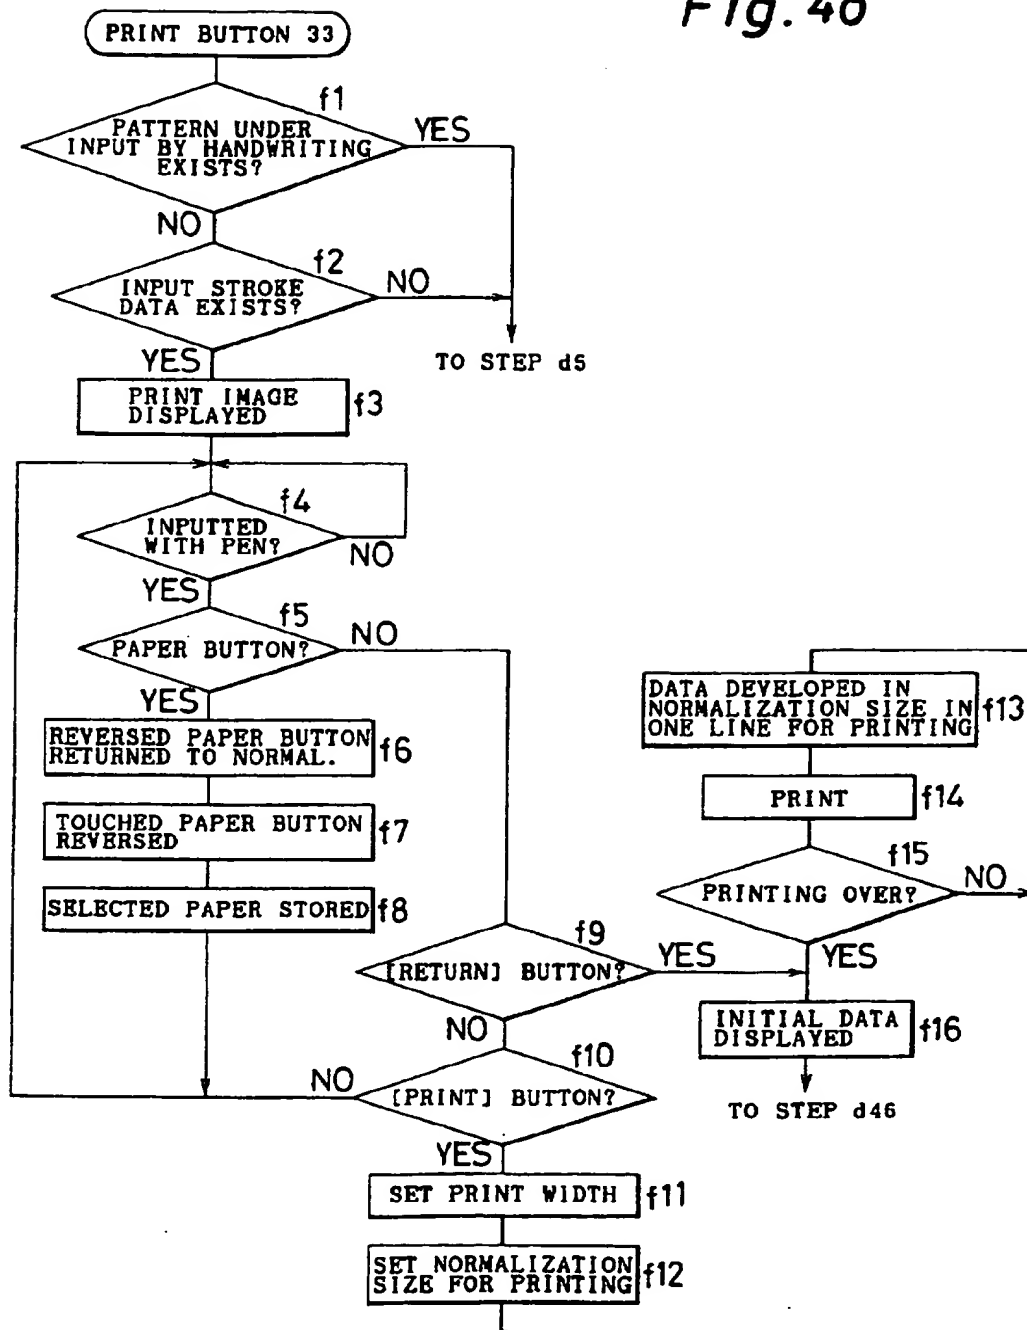 Fig. 46
PRINT BUTTON 33
f1
PATTERN UNDER
INPUT BY HANDWRITING
EXISTS?
YES
NO
f2
INPUT STROKE
DATA EXISTS?
NO
YES
TO STEP d5
PRINT IMAGE
DISPLAYED
f3
f4
INPUTTED
WITH PEN?
NO
YES
f5
PAPER BUTTON?
NO
YES
REVERSED PAPER BUTTON
RETURNED TO NORMAL.
f6
TOUCHED PAPER BUTTON
REVERSED
f7
SELECTED PAPER STORED
f8
f9
[RETURN] BUTTON?
YES
NO
f10
[PRINT] BUTTON?
NO
YES
SET PRINT WIDTH
f11
SET NORMALIZATION
SIZE FOR PRINTING
f12
DATA DEVELOPED IN
NORMALIZATION SIZE IN
ONE LINE FOR PRINTING
f13
PRINT
f14
f15
PRINTING OVER?
NO
YES
INITIAL DATA
DISPLAYED
f16
TO STEP d46